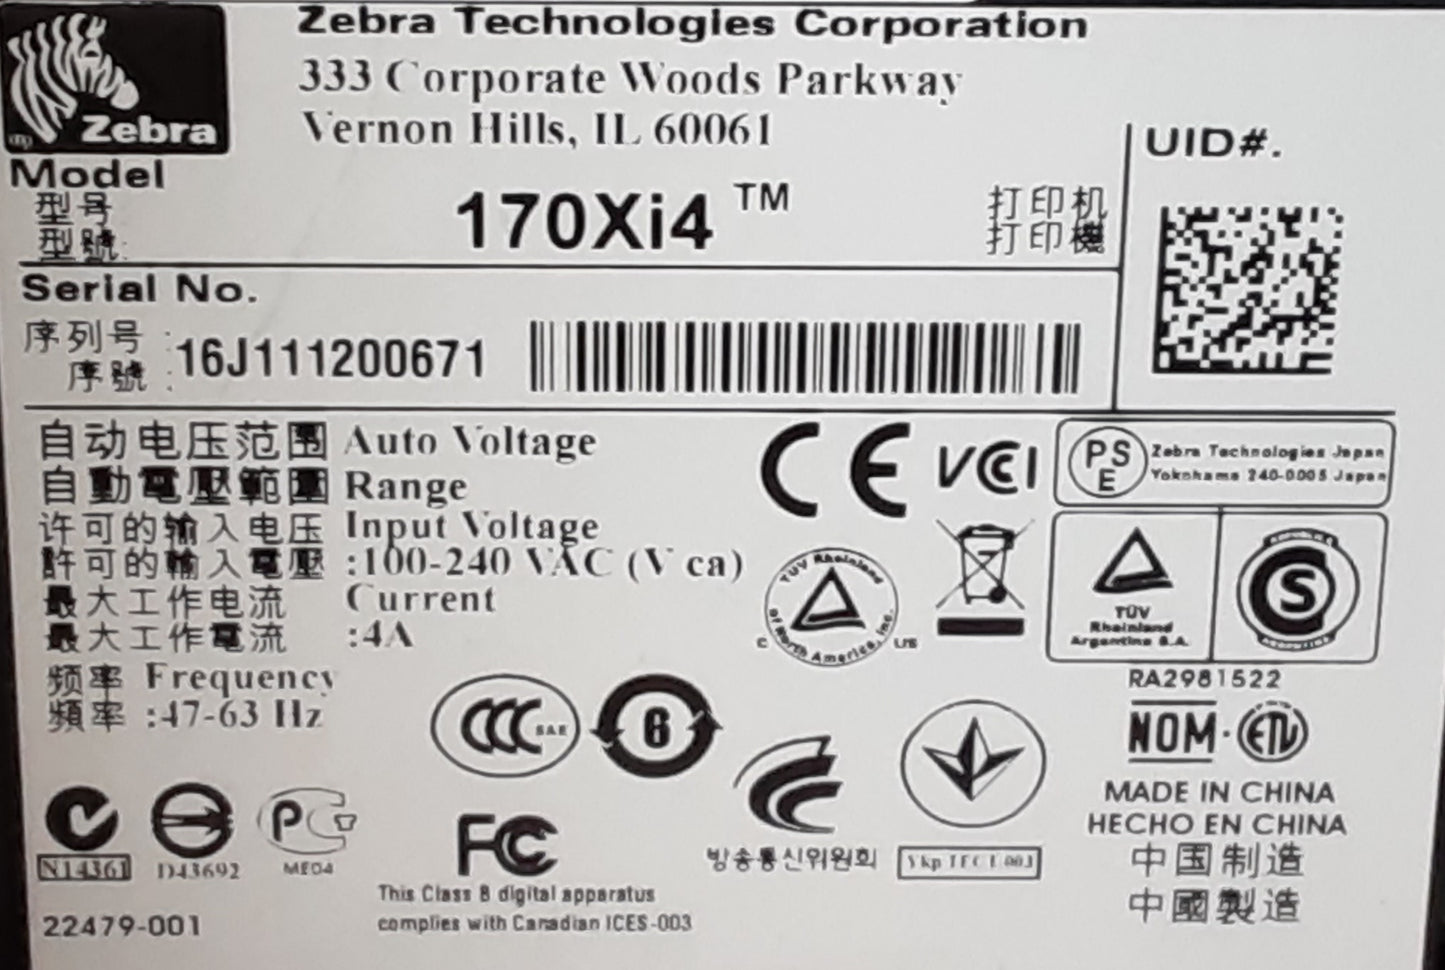 Zebra Technologies Corporation
333 Corporate Woods Parkway
Vernon Hills, IL 60061
Zebra
Model
型号
型號:
170Xi4 ™
打印机
打印機
UID#.
Serial No.
序列号 :
序號 :
16J111200671
自动电压范围 Auto Voltage
自動電壓範圍 Range
许可的输入电压 Input Voltage
許可的輸入電壓 :100-240 VAC (V ca)
最大工作电流 Current
最大工作電流 :4A
频率 Frequency
頻率 :47-63 Hz
CE
VCCI
PSE
Zebra Technologies Japan
Yokohama 240-0005 Japan
TÜV Rheinland
of North America, Inc.
C US
TÜV
Rheinland
Argentina S.A.
S
RA2981522
CCC S&E
6
NOM
MADE IN CHINA
HECHO EN CHINA
中国制造
中國製造
N14361
D43692
PC
ME04
FC
방송통신위원회
This Class B digital apparatus
complies with Canadian ICES-003
22479-001